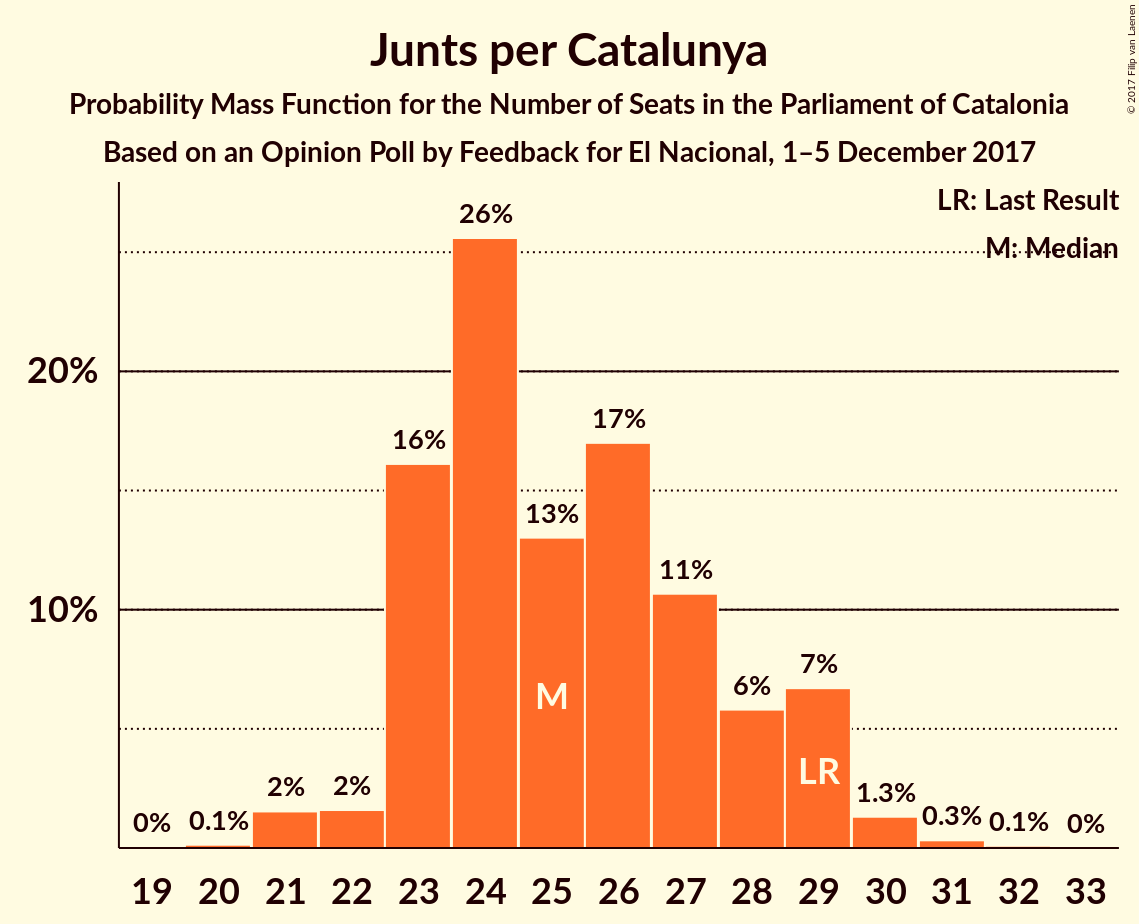 Junts per Catalunya
Probability Mass Function for the Number of Seats in the Parliament of Catalonia
Based on an Opinion Poll by Feedback for El Nacional, 1–5 December 2017
© 2017 Filip van Laenen
LR: Last Result
M: Median
20%
10%
0%
0.1%
2%
2%
16%
26%
13%
17%
11%
6%
7%
1.3%
0.3%
0.1%
0%
M
LR
19 20 21 22 23 24 25 26 27 28 29 30 31 32 33